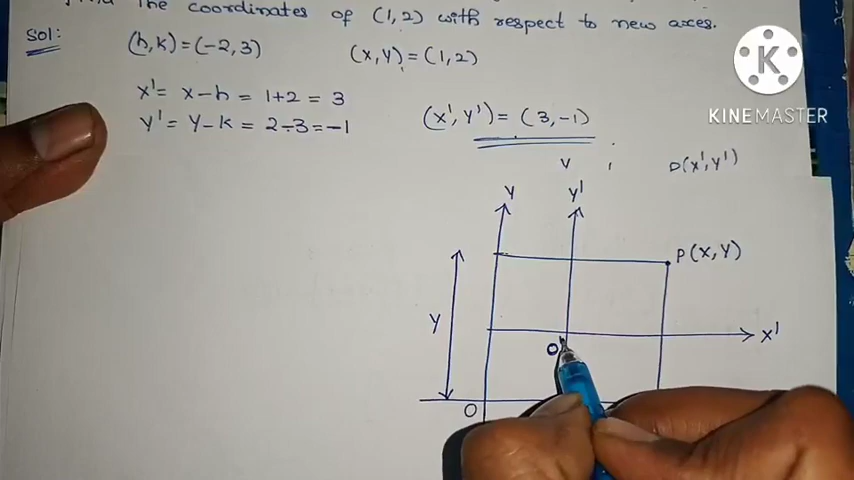 The coordinates of (1,2) with respect to new axes.
Sol:
(h,k)=(-2,3) (x,y)=(1,2)
x'= x-h = 1+2 = 3
y'= y-k = 2-3=-1 (x',y')= (3,-1)
P(x',y')
y y'
P(x,y)
y
x'
O'
O
K
KINEMASTER